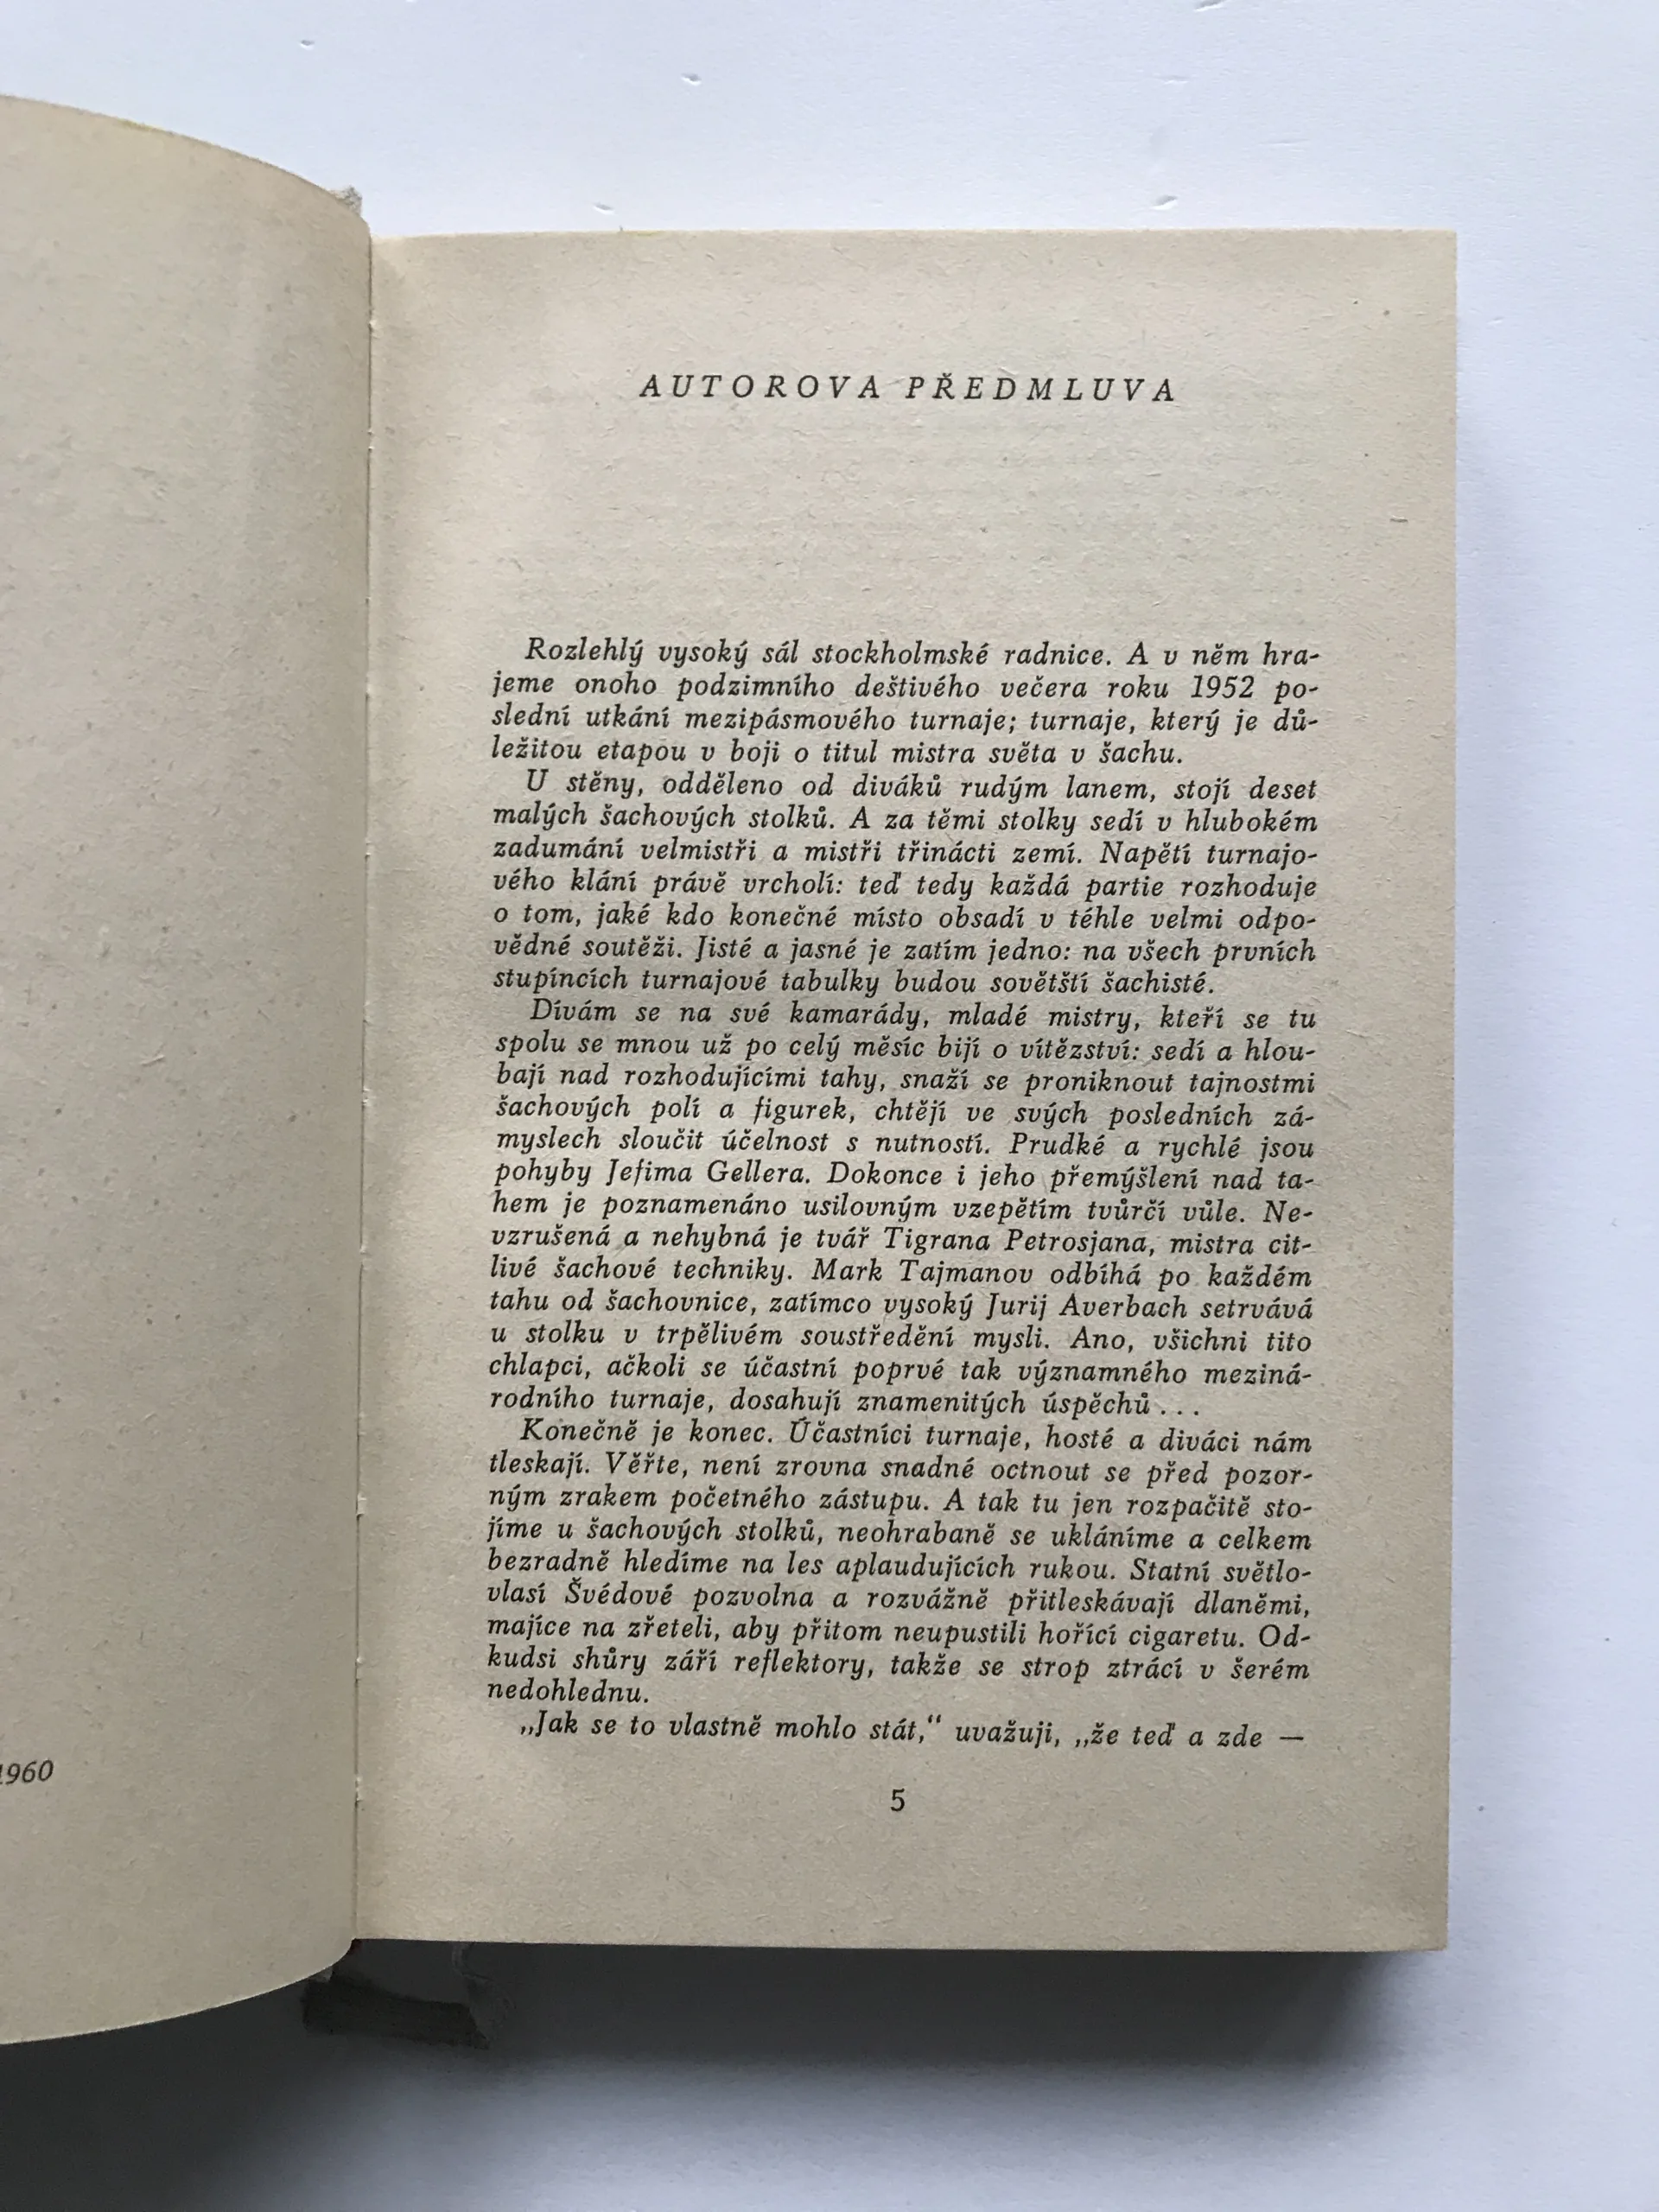 AUTOROVA PŘEDMLUVA
Rozlehlý vysoký sál stockholmské radnice. A v něm hra-
jeme onoho podzimního deštivého večera roku 1952 po-
slední utkání mezipásmového turnaje; turnaje, který je dů-
ležitou etapou v boji o titul mistra světa v šachu.
U stěny, odděleno od diváků rudým lanem, stojí deset
malých šachových stolků. A za těmi stolky sedí v hlubokém
zadumání velmistři a mistři třinácti zemí. Napětí turnajo-
vého klání právě vrcholí: teď tedy každá partie rozhoduje
o tom, jaké kdo konečné místo obsadí v téhle velmi odpo-
vědné soutěži. Jisté a jasné je zatím jedno: na všech prvních
stupíncích turnajové tabulky budou sovětští šachisté.
Dívám se na své kamarády, mladé mistry, kteří se tu
spolu se mnou už po celý měsíc bijí o vítězství: sedí a hlou-
bají nad rozhodujícími tahy, snaží se proniknout tajnostmi
šachových polí a figurek, chtějí ve svých posledních zá-
myslech sloučit účelnost s nutností. Prudké a rychlé jsou
pohyby Jefima Gellera. Dokonce i jeho přemýšlení nad ta-
hem je poznamenáno usilovným vzepětím tvůrčí vůle. Ne-
vzrušená a nehybná je tvář Tigrana Petrosjana, mistra cit-
livé šachové techniky. Mark Tajmanov odbíhá po každém
tahu od šachovnice, zatímco vysoký Jurij Averbach setrvává
u stolku v trpělivém soustředění mysli. Ano, všichni tito
chlapci, ačkoli se účastní poprvé tak významného meziná-
rodního turnaje, dosahují znamenitých úspěchů...
Konečně je konec. Účastníci turnaje, hosté a diváci nám
tleskají. Věřte, není zrovna snadné octnout se před pozor-
ným zrakem početného zástupu. A tak tu jen rozpačitě sto-
jíme u šachových stolků, neohrabaně se ukláníme a celkem
bezradně hledíme na les aplaudujících rukou. Statní světlo-
vlasí Švédové pozvolna a rozvážně přitleskávají dlaněmi,
majíce na zřeteli, aby přitom neupustili hořící cigaretu. Od-
kudsi shůry září reflektory, takže se strop ztrácí v šerém
nedohlednu.
„Jak se to vlastně mohlo stát,“ uvažuji, „že teď a zde —
5
1960